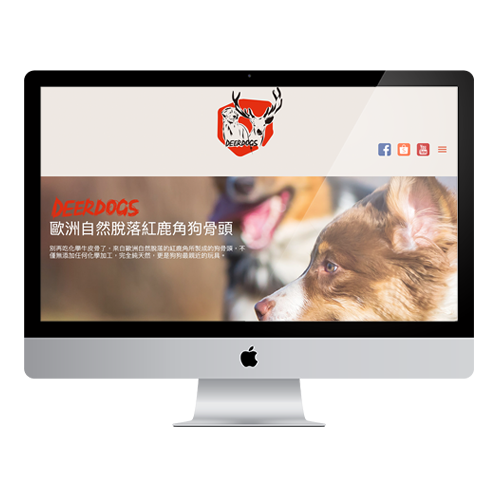 DEERDOGS
DEERDOGS
歐洲自然脫落紅鹿角狗骨頭
別再吃化學牛皮骨了，來自歐洲自然脫落的紅鹿角所製成的狗骨頭，不
僅無添加任何化學加工，完全純天然，更是狗狗最親近的玩具。